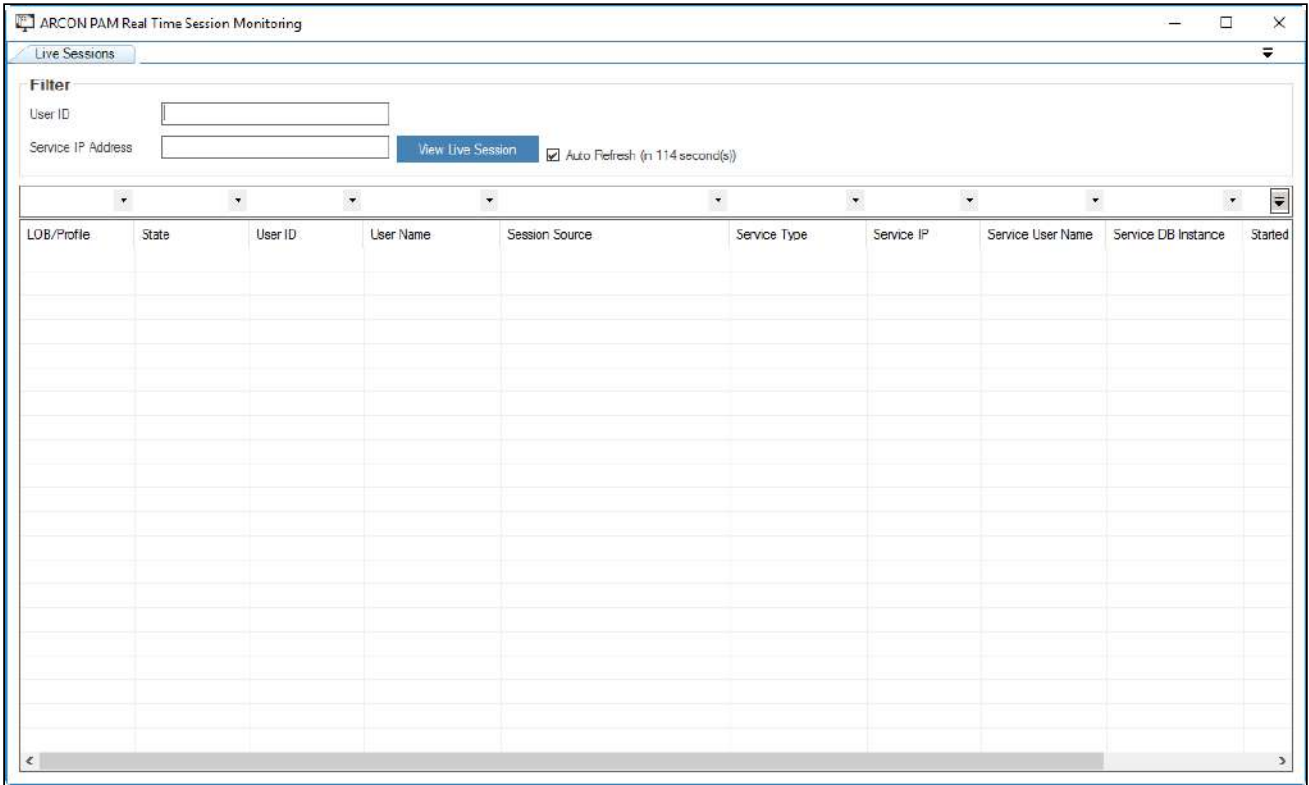 ARCON PAM Real Time Session Monitoring
Live Sessions
Filter
User ID
Service IP Address
View Live Session
Auto Refresh (in 114 second(s))
LOB/Profile State User ID User Name Session Source Service Type Service IP Service User Name Service DB Instance Started